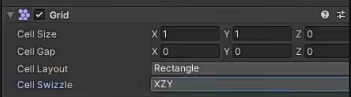 Grid
Cell Size X 1 Y 1 Z 0
Cell Gap X 0 Y 0 Z 0
Cell Layout Rectangle
Cell Swizzle XZY